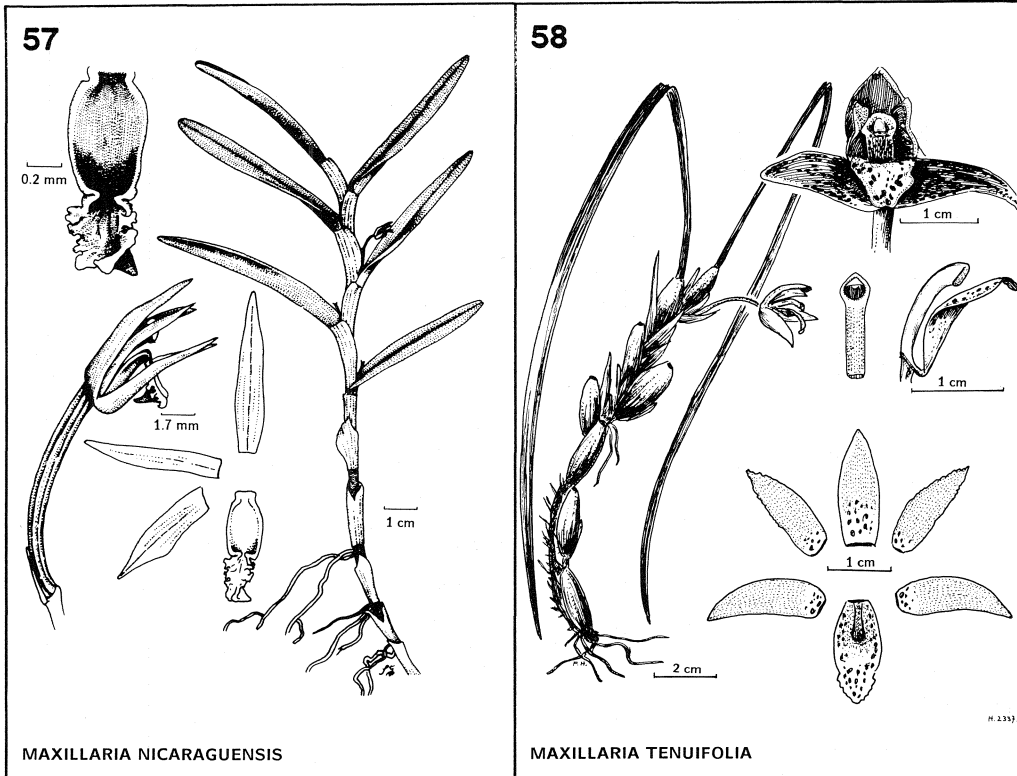 57
0.2 mm
1.7 mm
1 cm
MAXILLARIA NICARAGUENSIS
58
1 cm
1 cm
1 cm
2 cm
H.2337.
MAXILLARIA TENUIFOLIA